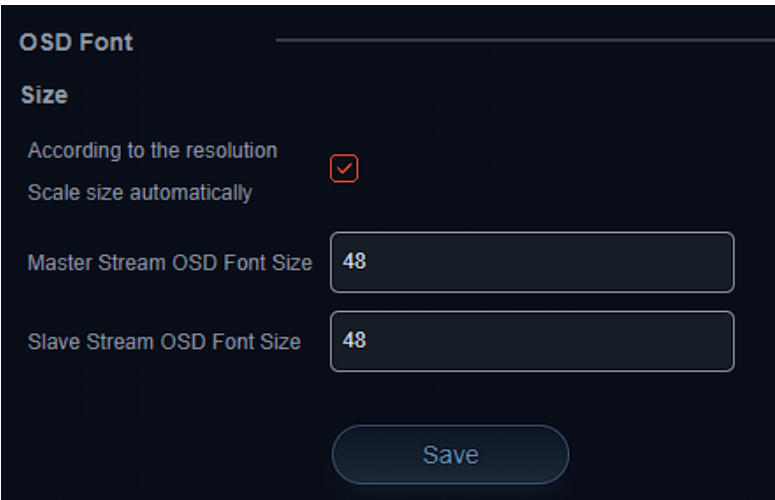 OSD Font
Size
According to the resolution
Scale size automatically
Master Stream OSD Font Size
48
Slave Stream OSD Font Size
48
Save